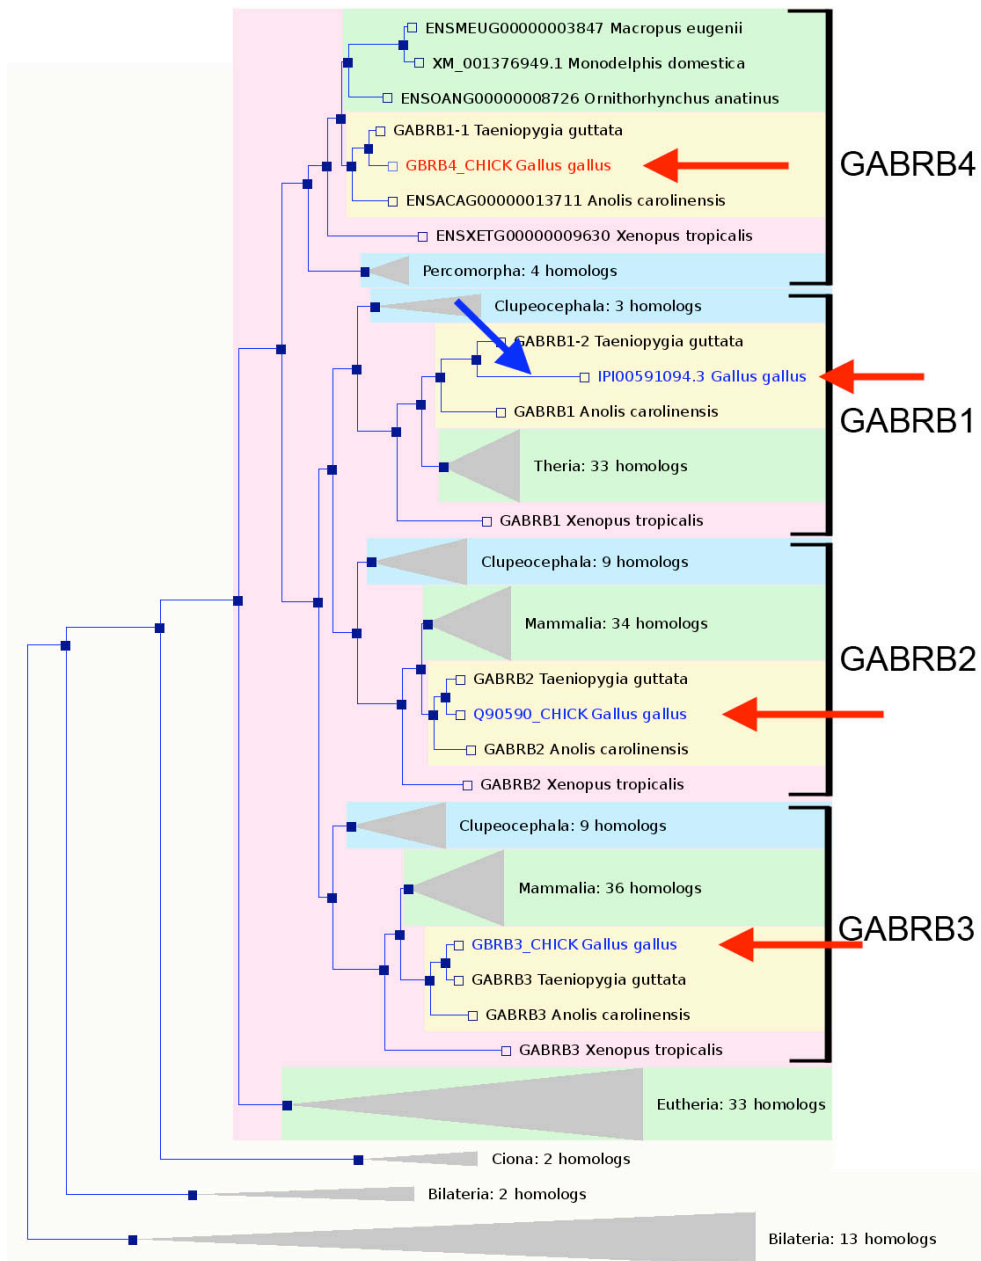 ENSMEUG00000003847 Macropus eugenii
XM_001376949.1 Monodelphis domestica
ENSOANG00000008726 Ornithorhynchus anatinus
GABRB1-1 Taeniopygia guttata
GBRB4_CHICK Gallus gallus
GABRB4
ENSACAG00000013711 Anolis carolinensis
ENSXETG00000009630 Xenopus tropicalis
Percomorpha: 4 homologs
Clupeocephala: 3 homologs
GABRB1-2 Taeniopygia guttata
IPI00591094.3 Gallus gallus
GABRB1 Anolis carolinensis
GABRB1
Theria: 33 homologs
GABRB1 Xenopus tropicalis
Clupeocephala: 9 homologs
Mammalia: 34 homologs
GABRB2
GABRB2 Taeniopygia guttata
Q90590_CHICK Gallus gallus
GABRB2 Anolis carolinensis
GABRB2 Xenopus tropicalis
Clupeocephala: 9 homologs
Mammalia: 36 homologs
GABRB3
GBRB3_CHICK Gallus gallus
GABRB3 Taeniopygia guttata
GABRB3 Anolis carolinensis
GABRB3 Xenopus tropicalis
Eutheria: 33 homologs
Ciona: 2 homologs
Bilateria: 2 homologs
Bilateria: 13 homologs